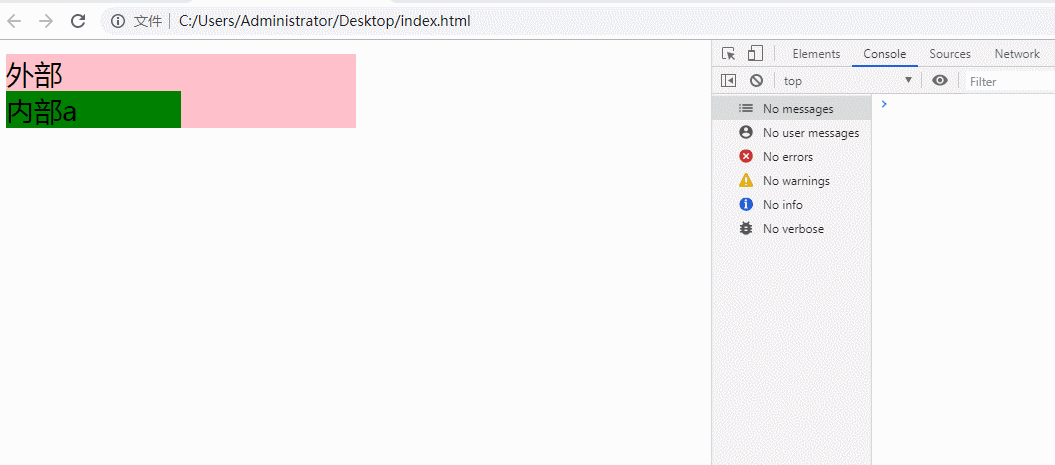 文件 C:/Users/Administrator/Desktop/index.html
外部
内部a
Elements Console Sources Network
top Filter
No messages
No user messages
No errors
No warnings
No info
No verbose